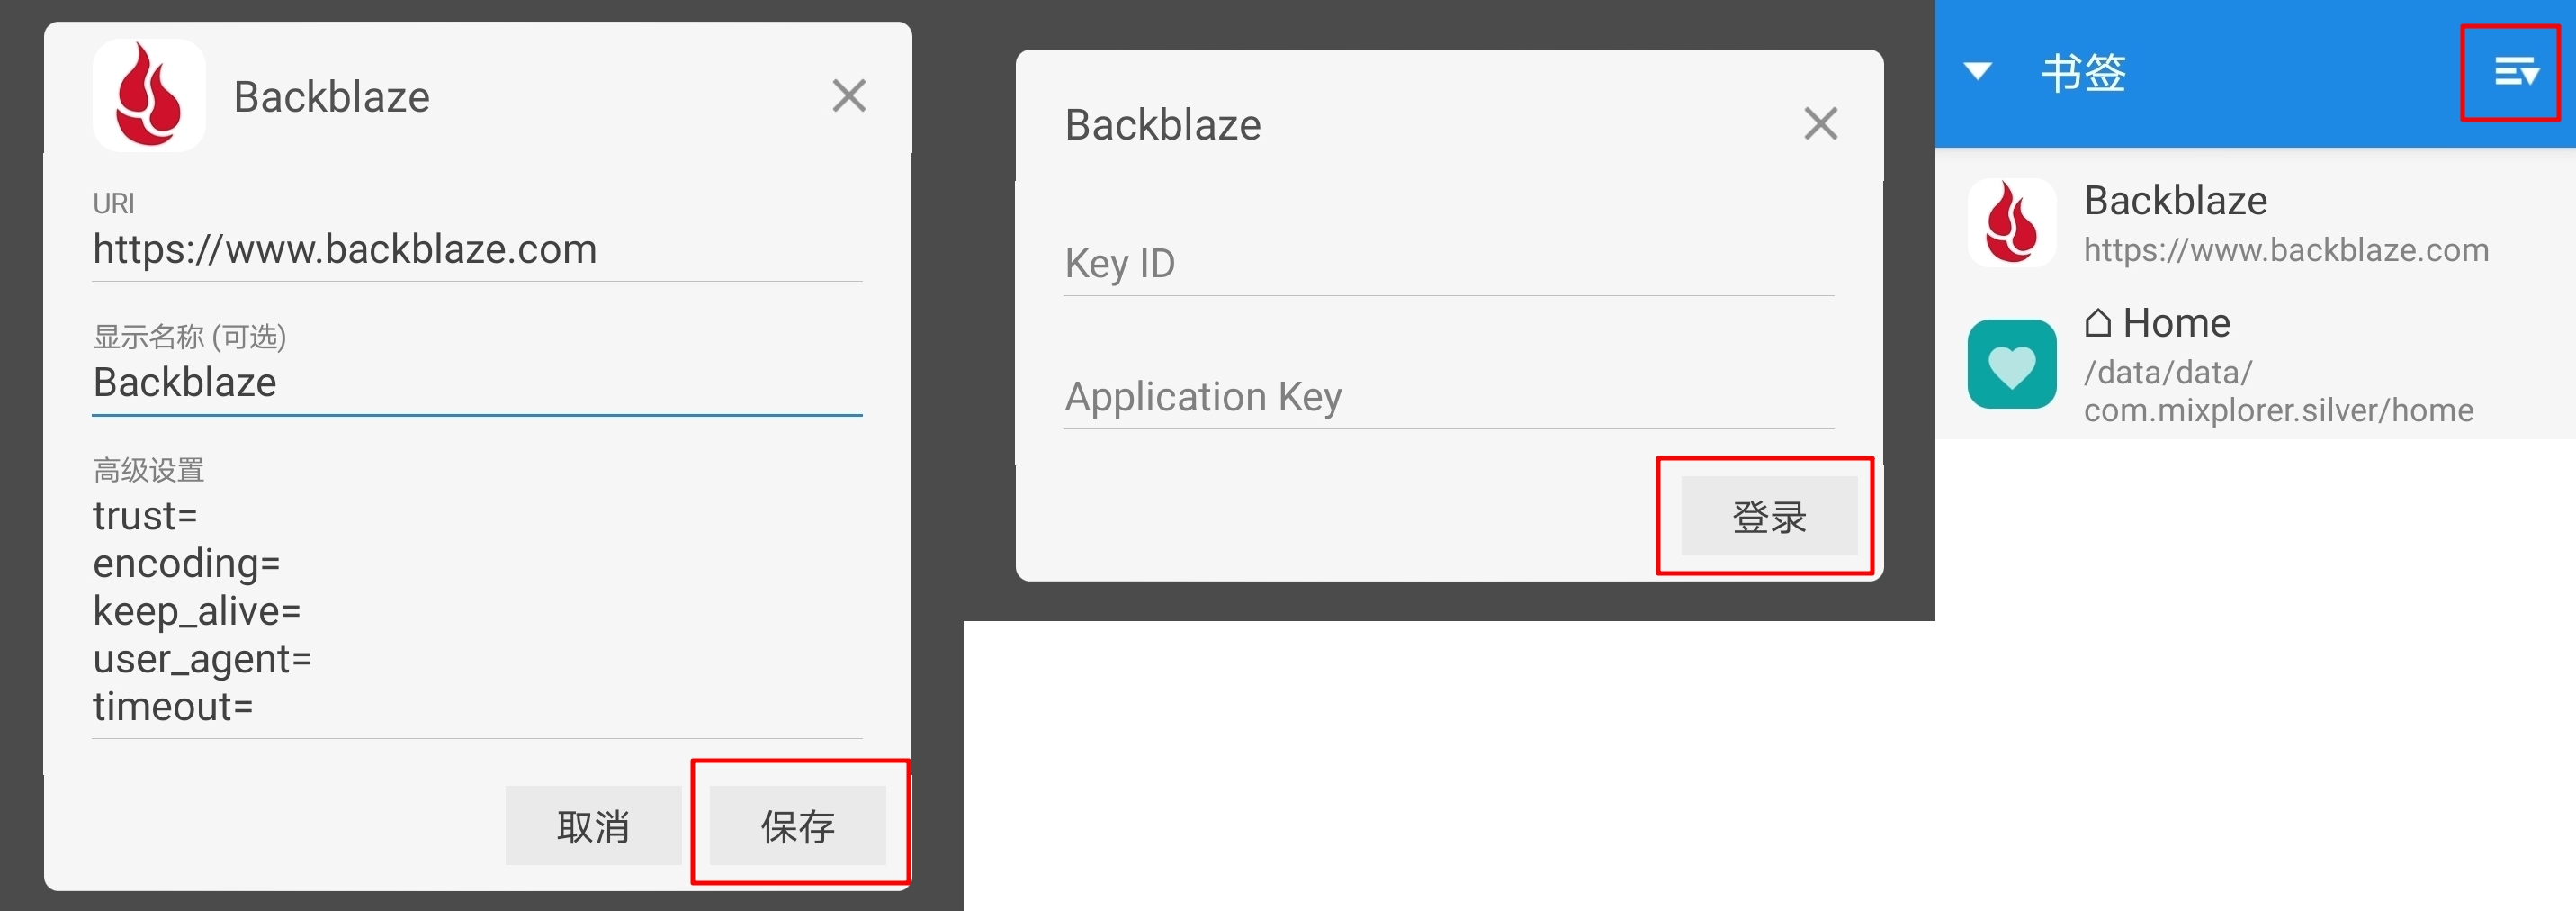 Backblaze
URI
https://www.backblaze.com
显示名称 (可选)
Backblaze
高级设置
trust=
encoding=
keep_alive=
user_agent=
timeout=
取消
保存
Backblaze
Key ID
Application Key
登录
书签
Backblaze
https://www.backblaze.com
Home
/data/data/
com.mixplorer.silver/home